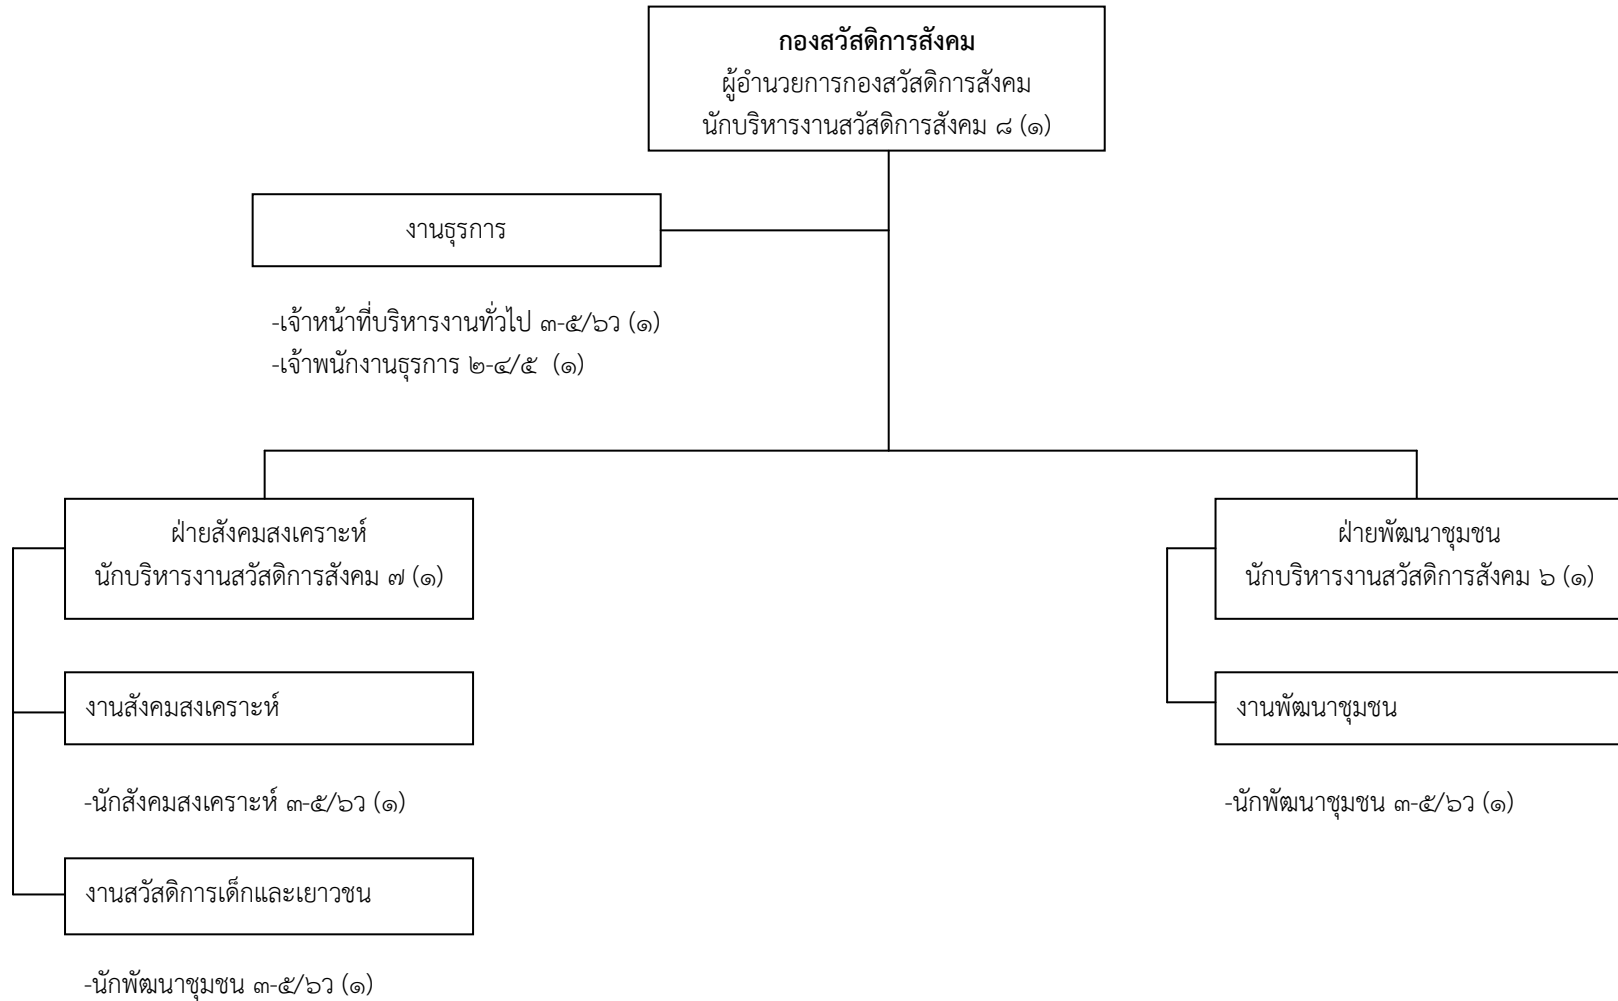 กองสวัสดิการสังคม
ผู้อำนวยการกองสวัสดิการสังคม
นักบริหารงานสวัสดิการสังคม ๘ (๑)
งานธุรการ
-เจ้าหน้าที่บริหารงานทั่วไป ๓-๕/๖ว (๑)
-เจ้าพนักงานธุรการ ๒-๔/๕ (๑)
ฝ่ายสังคมสงเคราะห์
นักบริหารงานสวัสดิการสังคม ๗ (๑)
งานสังคมสงเคราะห์
-นักสังคมสงเคราะห์ ๓-๕/๖ว (๑)
งานสวัสดิการเด็กและเยาวชน
-นักพัฒนาชุมชน ๓-๕/๖ว (๑)
ฝ่ายพัฒนาชุมชน
นักบริหารงานสวัสดิการสังคม ๖ (๑)
งานพัฒนาชุมชน
-นักพัฒนาชุมชน ๓-๕/๖ว (๑)